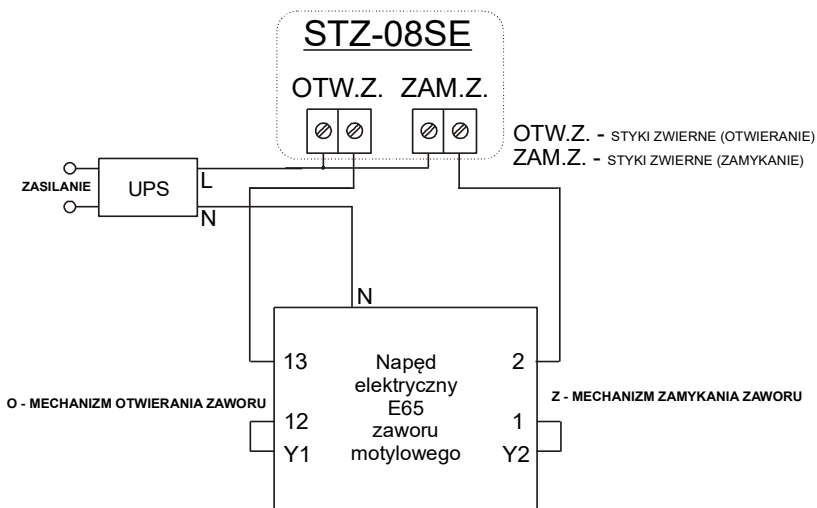 STZ-08SE
OTW.Z. ZAM.Z.
OTW.Z. - STYKI ZWIERNE (OTWIERANIE)
ZAM.Z. - STYKI ZWIERNE (ZAMYKANIE)
ZASILANIE
UPS
L
N
N
13
Napęd
elektryczny
E65
zaworu
motylowego
2
O - MECHANIZM OTWIERANIA ZAWORU
Z - MECHANIZM ZAMYKANIA ZAWORU
12
1
Y1
Y2